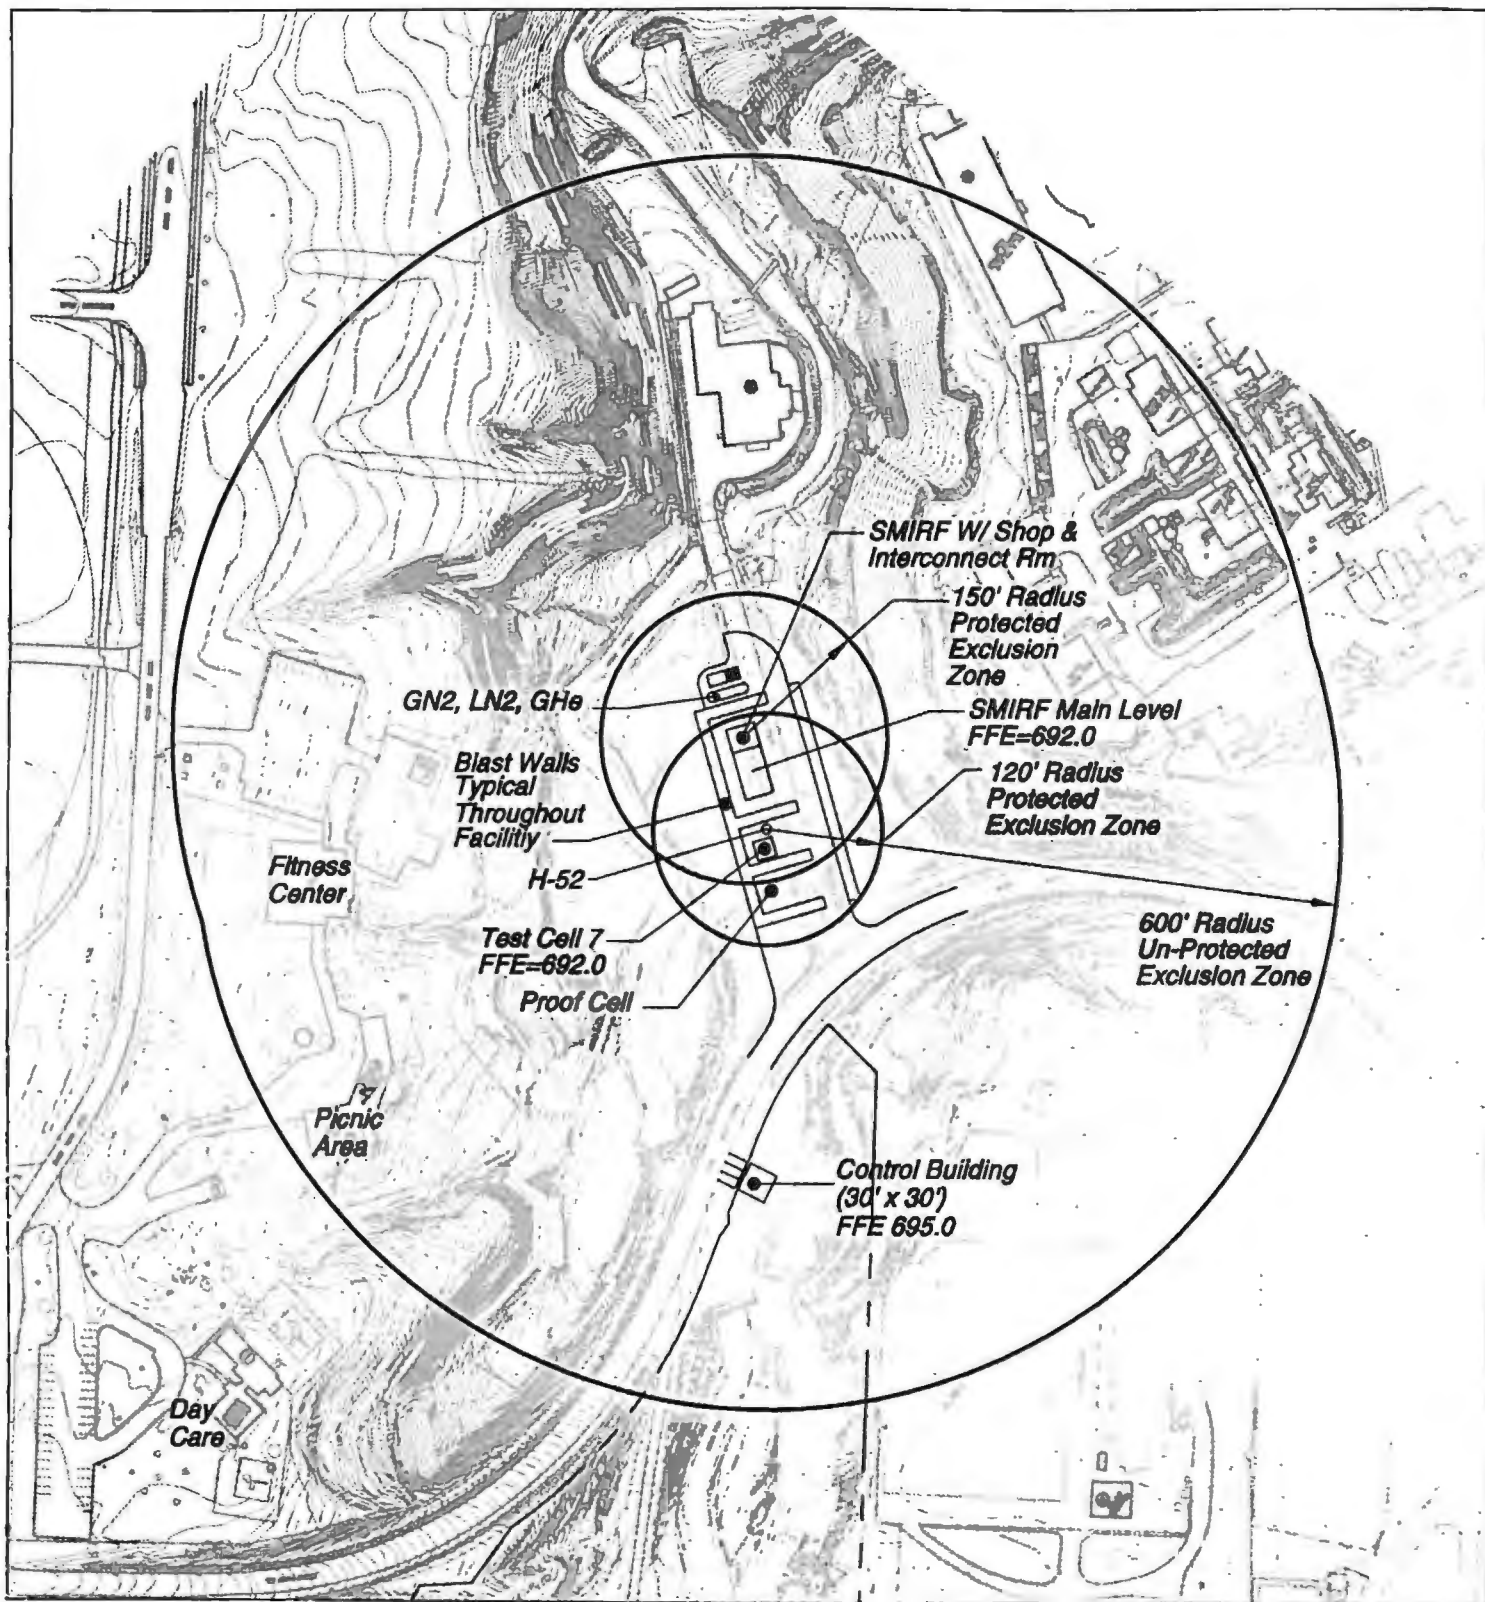 SMIRF W/ Shop &
Interconnect Rm
150' Radius
Protected
Exclusion
Zone
GN2, LN2, GHe
SMIRF Main Level
FFE=692.0
Blast Walls
Typical
Throughout
Facilitiy
120' Radius
Protected
Exclusion Zone
Fitness
Center
H-52
Test Cell 7
FFE=692.0
Proof Cell
600' Radius
Un-Protected
Exclusion Zone
Picnic
Area
Control Building
(30' x 30')
FFE 695.0
Day
Care